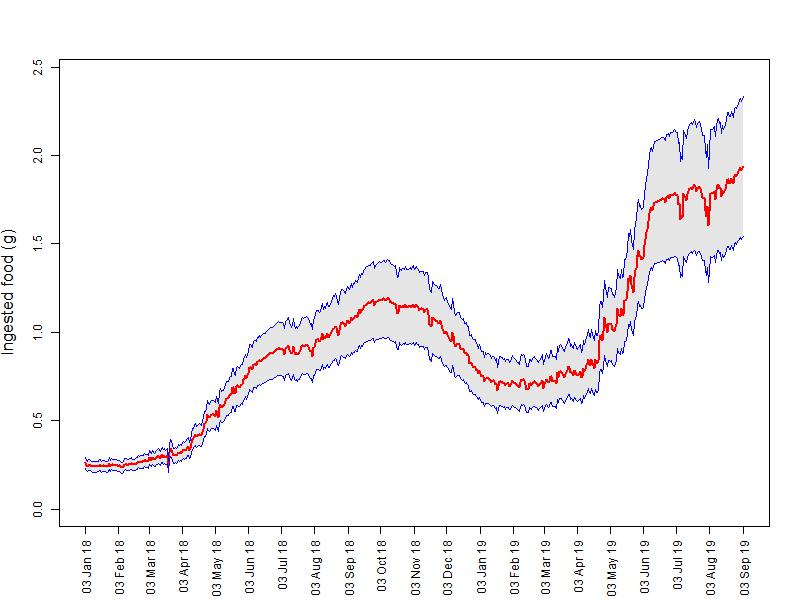 Ingested food (g)
2.5
2.0
1.5
1.0
0.5
0.0
03 Jan 18
03 Feb 18
03 Mar 18
03 Apr 18
03 May 18
03 Jun 18
03 Jul 18
03 Aug 18
03 Sep 18
03 Oct 18
03 Nov 18
03 Dec 18
03 Jan 19
03 Feb 19
03 Mar 19
03 Apr 19
03 May 19
03 Jun 19
03 Jul 19
03 Aug 19
03 Sep 19